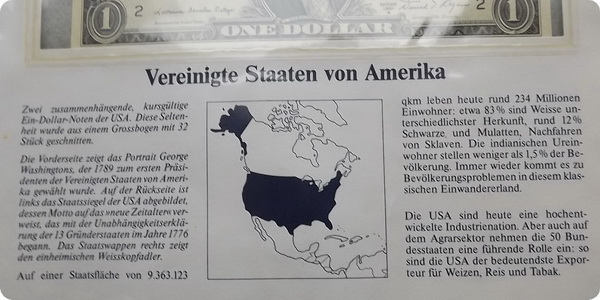 1
2
2
1
ONE DOLLAR
Vereinigte Staaten von Amerika
Zwei zusammenhängende, kursgültige
Ein-Dollar-Noten der USA. Diese Selten-
heit wurde aus einem Grossbogen mit 32
Stück geschnitten.
Die Vorderseite zeigt das Portrait George
Washingtons, der 1789 zum ersten Präsi-
denten der Vereinigten Staaten von Ameri-
ka gewählt wurde. Auf der Rückseite ist
links das Staatssiegel der USA abgebildet,
dessen Motto auf das »neue Zeitalter« ver-
weist, das mit der Unabhängigkeitserklä-
rung der 13 Gründerstaaten im Jahre 1776
begann. Das Staatswappen rechts zeigt
den einheimischen Weisskopfadler.
Auf einer Staatsfläche von 9.363.123
qkm leben heute rund 234 Millionen
Einwohner: etwa 83% sind Weisse un-
terschiedlichster Herkunft, rund 12%
Schwarze und Mulatten, Nachfahren
von Sklaven. Die indianischen Urein-
wohner stellen weniger als 1,5% der Be-
völkerung. Immer wieder kommt es zu
Bevölkerungsproblemen in diesem klas-
sischen Einwandererland.
Die USA sind heute eine hochent-
wickelte Industrienation. Aber auch auf
dem Agrarsektor nehmen die 50 Bun-
desstaaten eine führende Rolle ein: so
sind die USA der bedeutendste Expor-
teur für Weizen, Reis und Tabak.